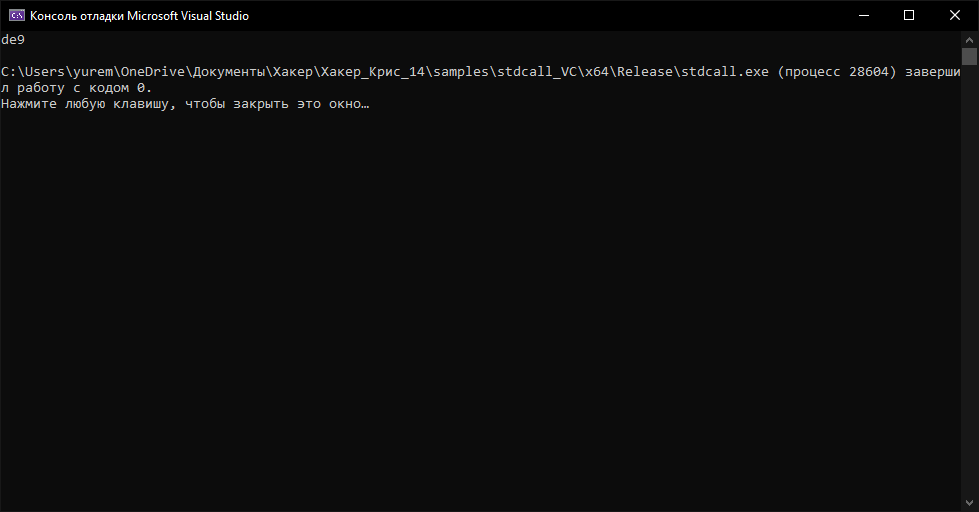 Консоль отладки Microsoft Visual Studio
de9
C:\Users\yurem\OneDrive\Документы\Хакер\Хакер_Крис_14\samples\stdcall_VC\x64\Release\stdcall.exe (процесс 28604) заверши
л работу с кодом 0.
Нажмите любую клавишу, чтобы закрыть это окно…